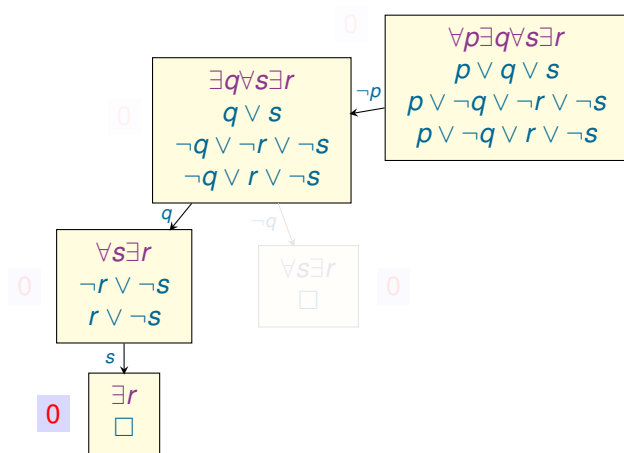 0
∀p∃q∀s∃r
p ∨ q ∨ s
p ∨ ¬q ∨ ¬r ∨ ¬s
p ∨ ¬q ∨ r ∨ ¬s
¬p
∃q∀s∃r
q ∨ s
¬q ∨ ¬r ∨ ¬s
¬q ∨ r ∨ ¬s
0
q
¬q
∀s∃r
¬r ∨ ¬s
r ∨ ¬s
0
∀s∃r
□
0
s
∃r
□
0